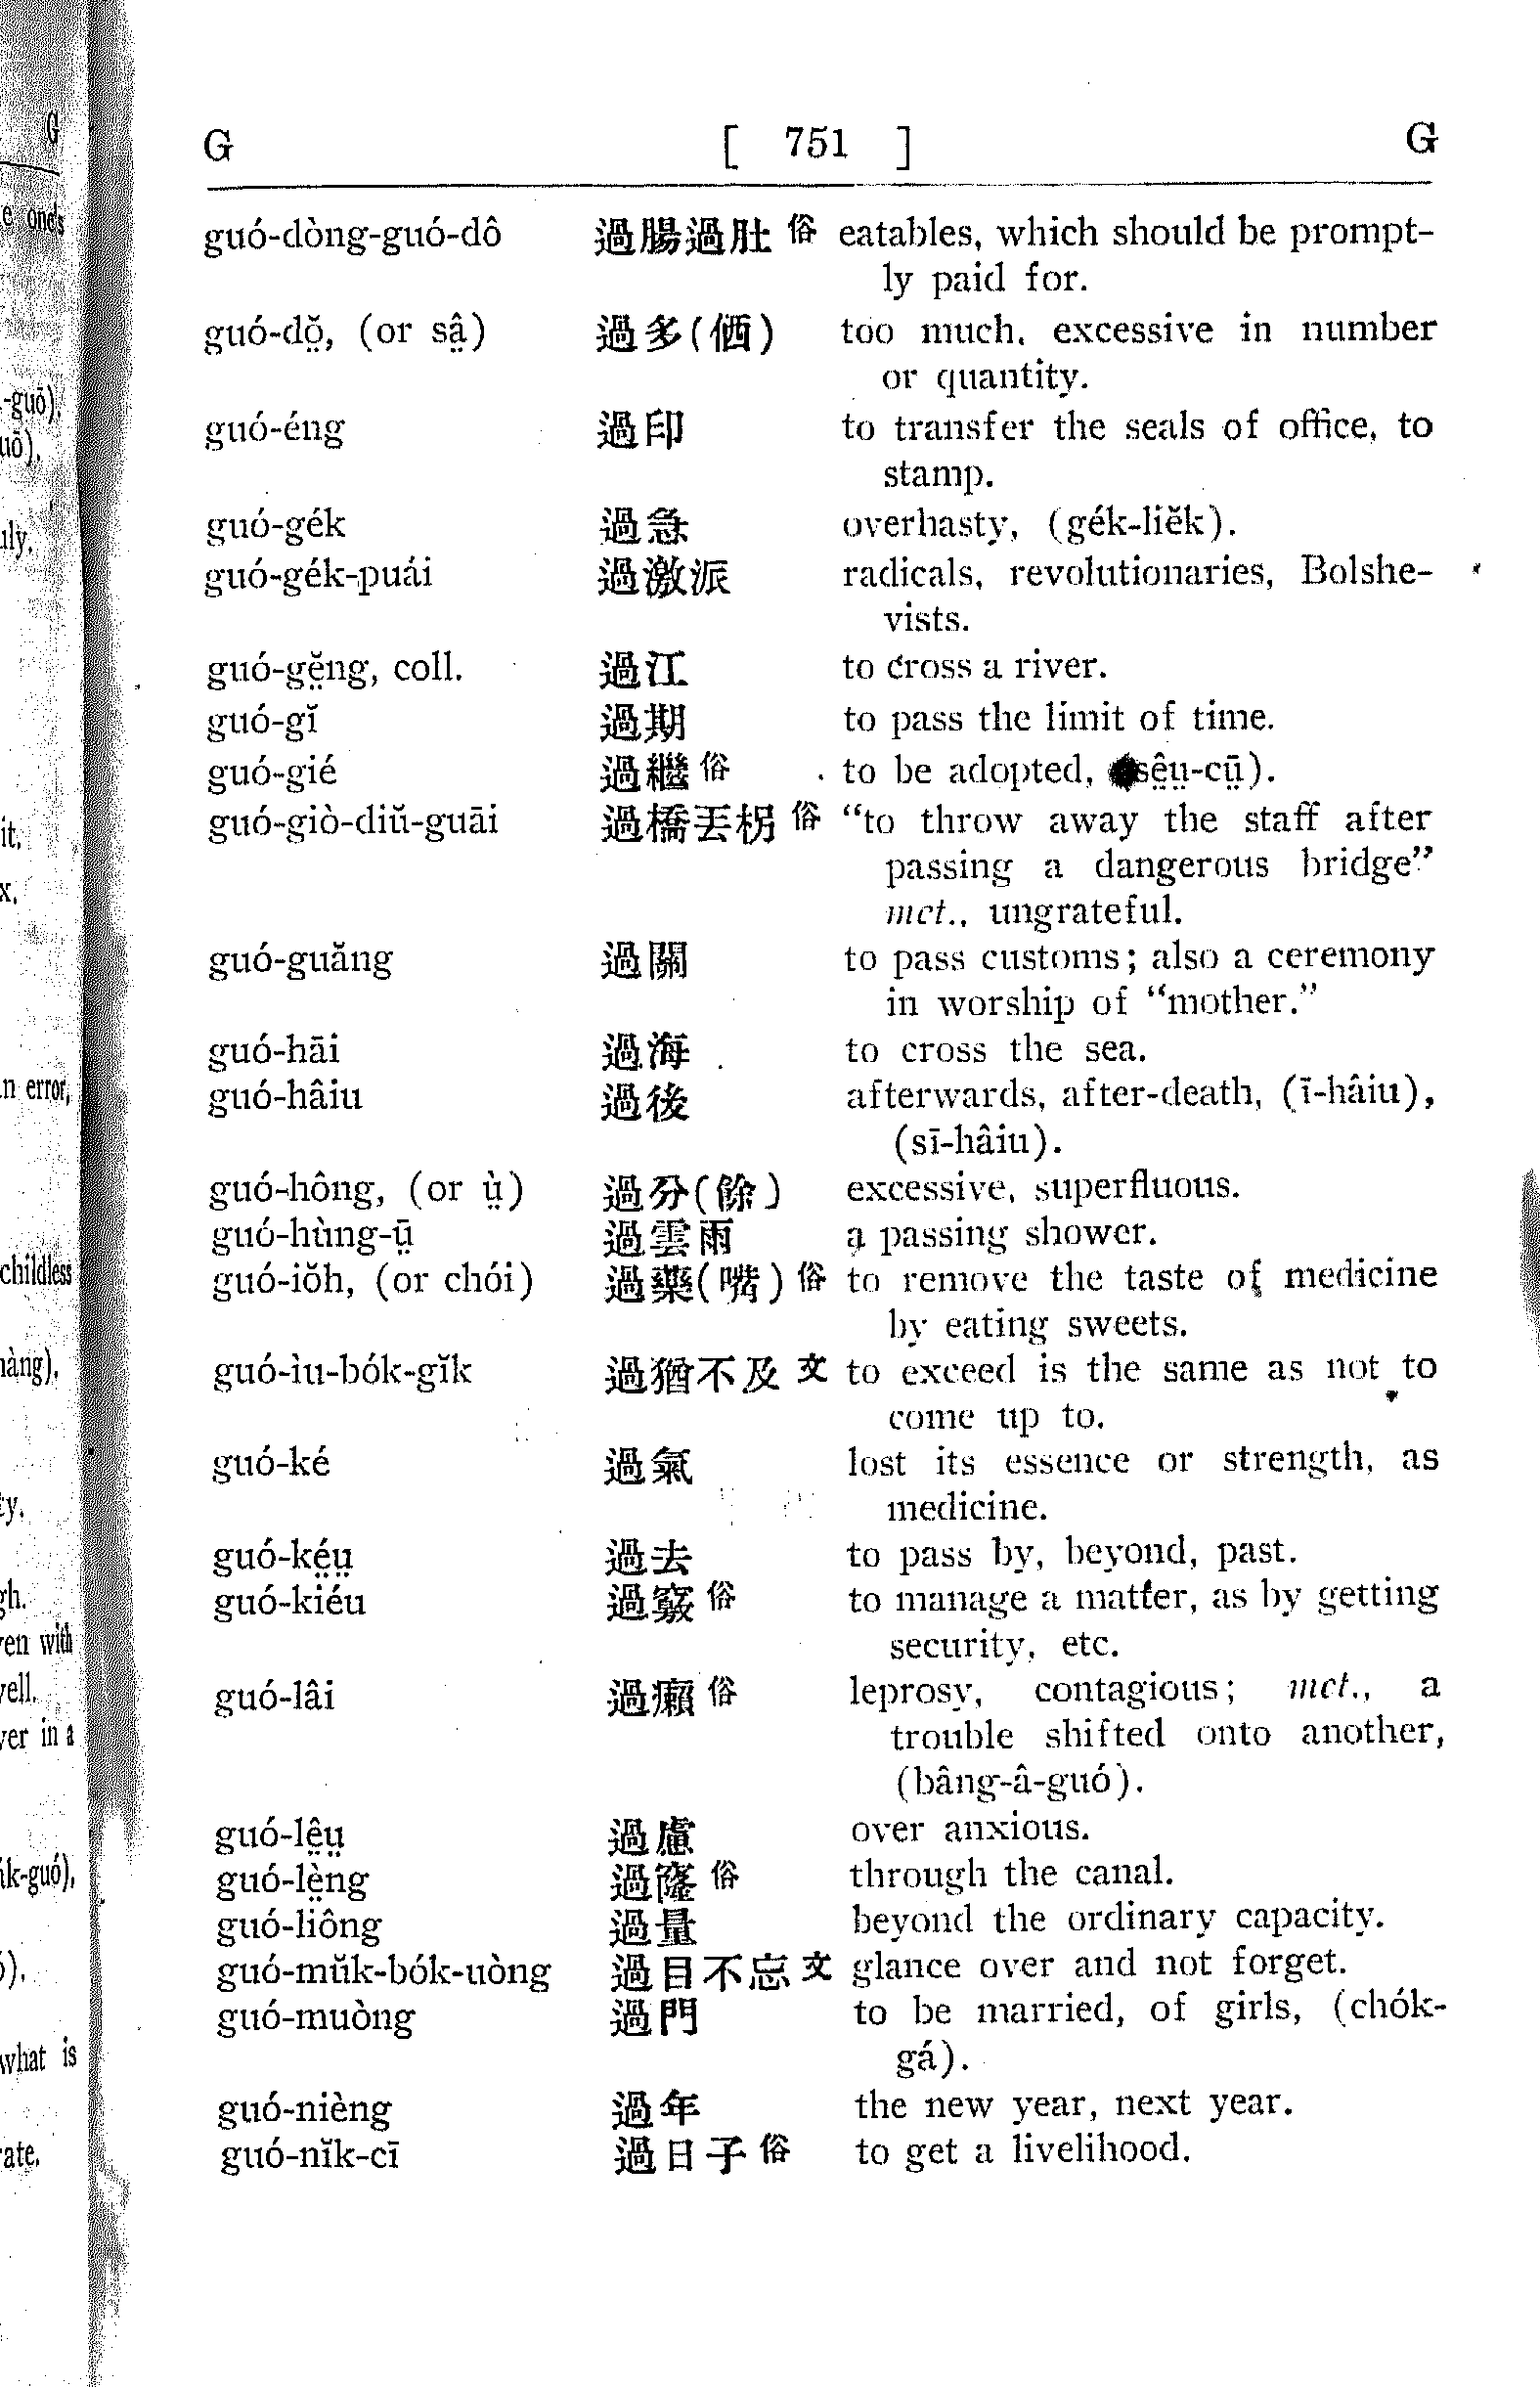 G [ 751 ] G
guó-dòng-guó-dô 過腸過肚 俗 eatables, which should be prompt-
ly paid for.
guó-dŏ̤, (or sâ̤) 過多(𠉞) too much, excessive in number
or quantity.
guó-éng 過印 to transfer the seals of office, to
stamp.
guó-gék 過急 overhasty, (gék-liĕk).
guó-gék-puái 過激派 radicals, revolutionaries, Bolshe-
vists.
guó-gĕ̤ng, coll. 過江 to cross a river.
guó-gĭ 過期 to pass the limit of time.
guó-gié 過繼 俗 to be adopted, sê̤ṳ-cṳ̄).
guó-giò-diŭ-guāi 過橋丟柺 俗 “to throw away the staff after
passing a dangerous bridge”
met., ungrateful.
guó-guăng 過關 to pass customs; also a ceremony
in worship of “mother.”
guó-hāi 過海 to cross the sea.
guó-hâiu 過後 afterwards, after-death, (ī-hâiu),
(sī-hâiu).
guó-hông, (or ṳ̀) 過分(餘) excessive, superfluous.
guó-hùng-ṳ̄ 過雲雨 a passing shower.
guó-iŏh, (or chói) 過藥(嘴) 俗 to remove the taste of medicine
by eating sweets.
guó-ìu-bók-gĭk 過猶不及 文 to exceed is the same as not to
come up to.
guó-ké 過氣 lost its essence or strength, as
medicine.
guó-ké̤ṳ 過去 to pass by, beyond, past.
guó-kiéu 過竅 俗 to manage a matter, as by getting
security, etc.
guó-lâi 過癩 俗 leprosy, contagious; met., a
trouble shifted onto another,
(bâng-â-guó).
guó-lê̤ṳ 過慮 over anxious.
guó-lè̤ng 過窿 俗 through the canal.
guó-liông 過量 beyond the ordinary capacity.
guó-mŭk-bók-uòng 過目不忘 文 glance over and not forget.
guó-muòng 過門 to be married, of girls, (chók-
gá).
guó-nièng 過年 the new year, next year.
guó-nĭk-cī 過日子 俗 to get a livelihood.